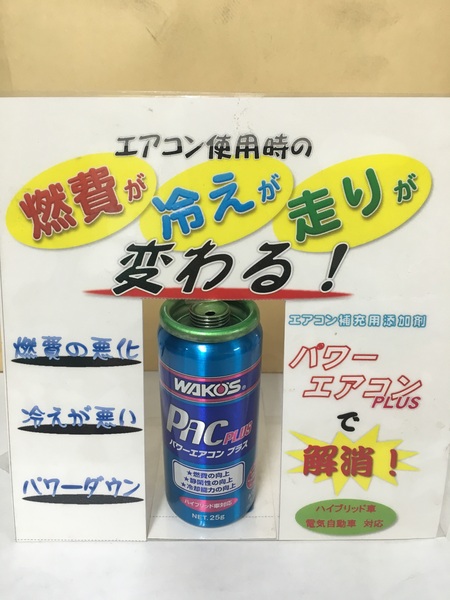 エアコン使用時の
燃費が 冷えが 走りが
変わる！
燃費の悪化
冷えが悪い
パワーダウン
WAKO'S®
PAC PLUS
パワーエアコン プラス
★燃費の向上
★静粛性の向上
★冷却能力の向上
ハイブリッド車対応
NET. 25g
エアコン補充用添加剤
パワー
エアコン
PLUS
で
解消！
ハイブリッド車
電気自動車 対応